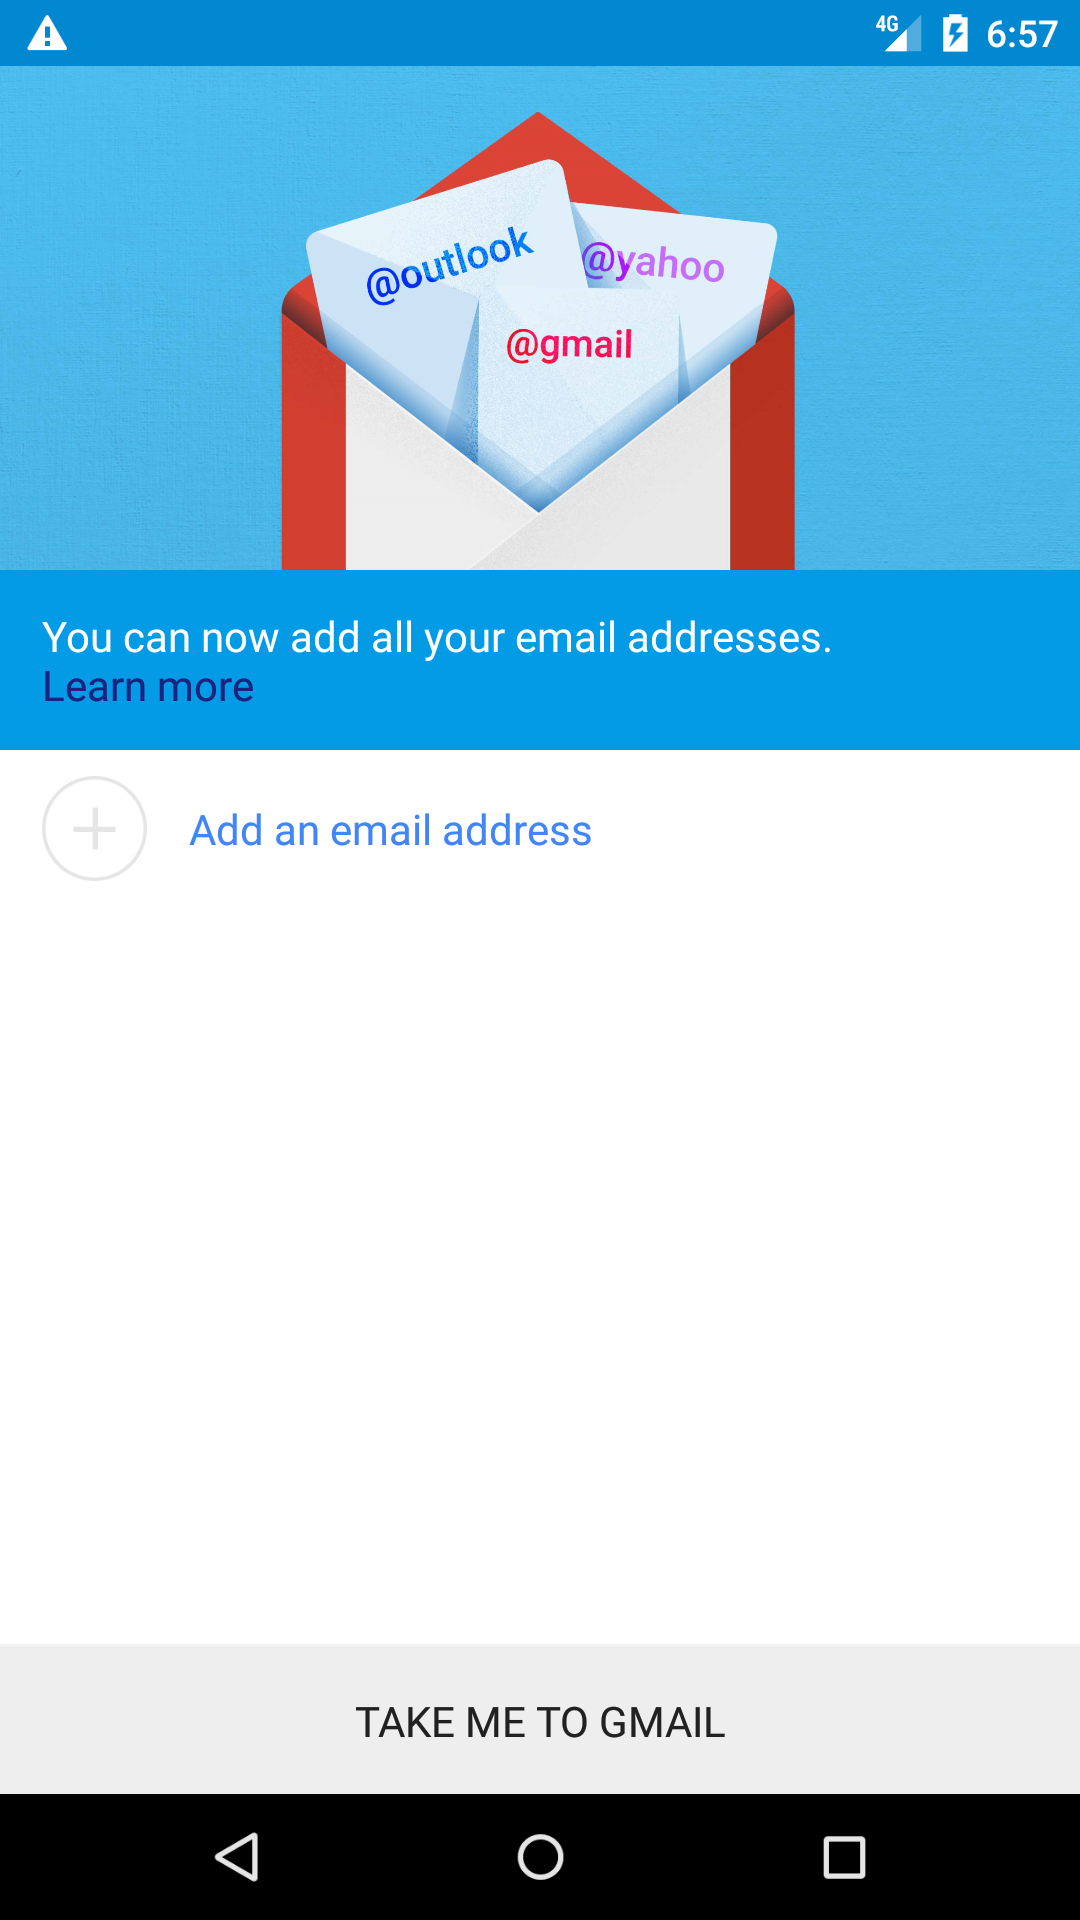 4G 6:57
@outlook
@yahoo
@gmail
You can now add all your email addresses.
Learn more
Add an email address
TAKE ME TO GMAIL